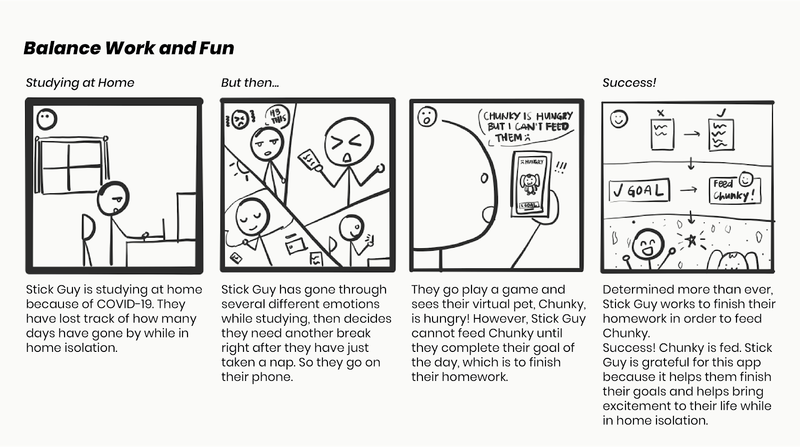 Balance Work and Fun
Studying at Home
But then...
Success!
CHUNKY IS HUNGRY
BUT I CAN'T FEED
THEM
HUNGRY
GOAL
!!!
X
✓
✓ GOAL
Feed
Chunky!
Stick Guy is studying at home
because of COVID-19. They
have lost track of how many
days have gone by while in
home isolation.
Stick Guy has gone through
several different emotions
while studying, then decides
they need another break
right after they have just
taken a nap. So they go on
their phone.
They go play a game and
sees their virtual pet, Chunky,
is hungry! However, Stick Guy
cannot feed Chunky until
they complete their goal of
the day, which is to finish
their homework.
Determined more than ever,
Stick Guy works to finish their
homework in order to feed
Chunky.
Success! Chunky is fed. Stick
Guy is grateful for this app
because it helps them finish
their goals and helps bring
excitement to their life while
in home isolation.